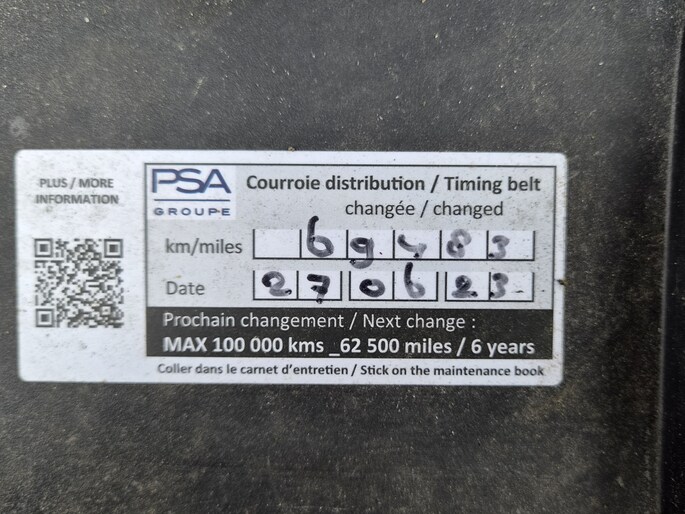 PLUS / MORE
INFORMATION
PSA
GROUPE
Courroie distribution / Timing belt
changée / changed
km/miles 69483
Date 270623
Prochain changement / Next change :
MAX 100 000 kms _62 500 miles / 6 years
Coller dans le carnet d'entretien / Stick on the maintenance book